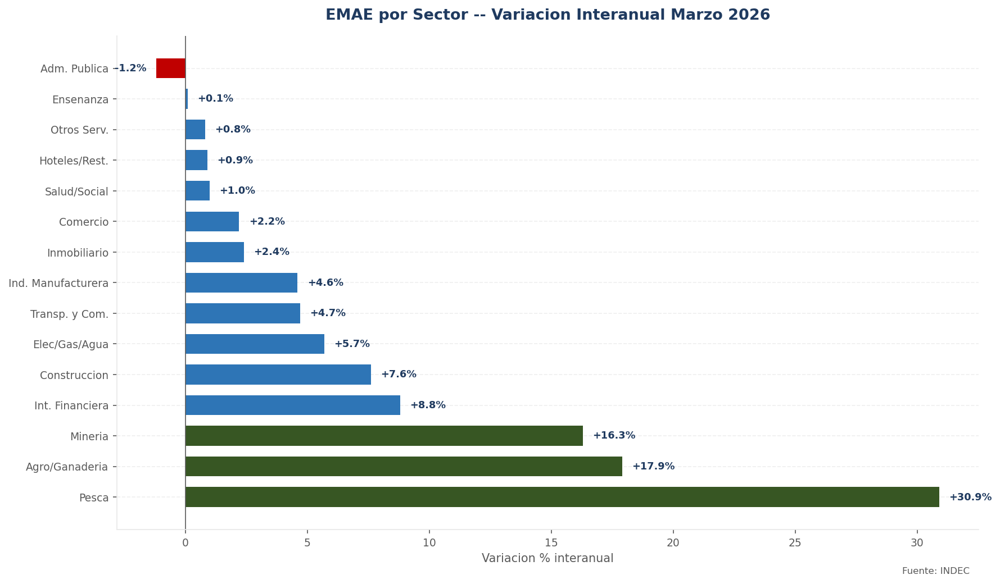 EMAE por Sector -- Variacion Interanual Marzo 2026
Adm. Publica -1.2%
Ensenanza +0.1%
Otros Serv. +0.8%
Hoteles/Rest. +0.9%
Salud/Social +1.0%
Comercio +2.2%
Inmobiliario +2.4%
Ind. Manufacturera +4.6%
Transp. y Com. +4.7%
Elec/Gas/Agua +5.7%
Construccion +7.6%
Int. Financiera +8.8%
Mineria +16.3%
Agro/Ganaderia +17.9%
Pesca +30.9%
0 5 10 15 20 25 30
Variacion % interanual
Fuente: INDEC